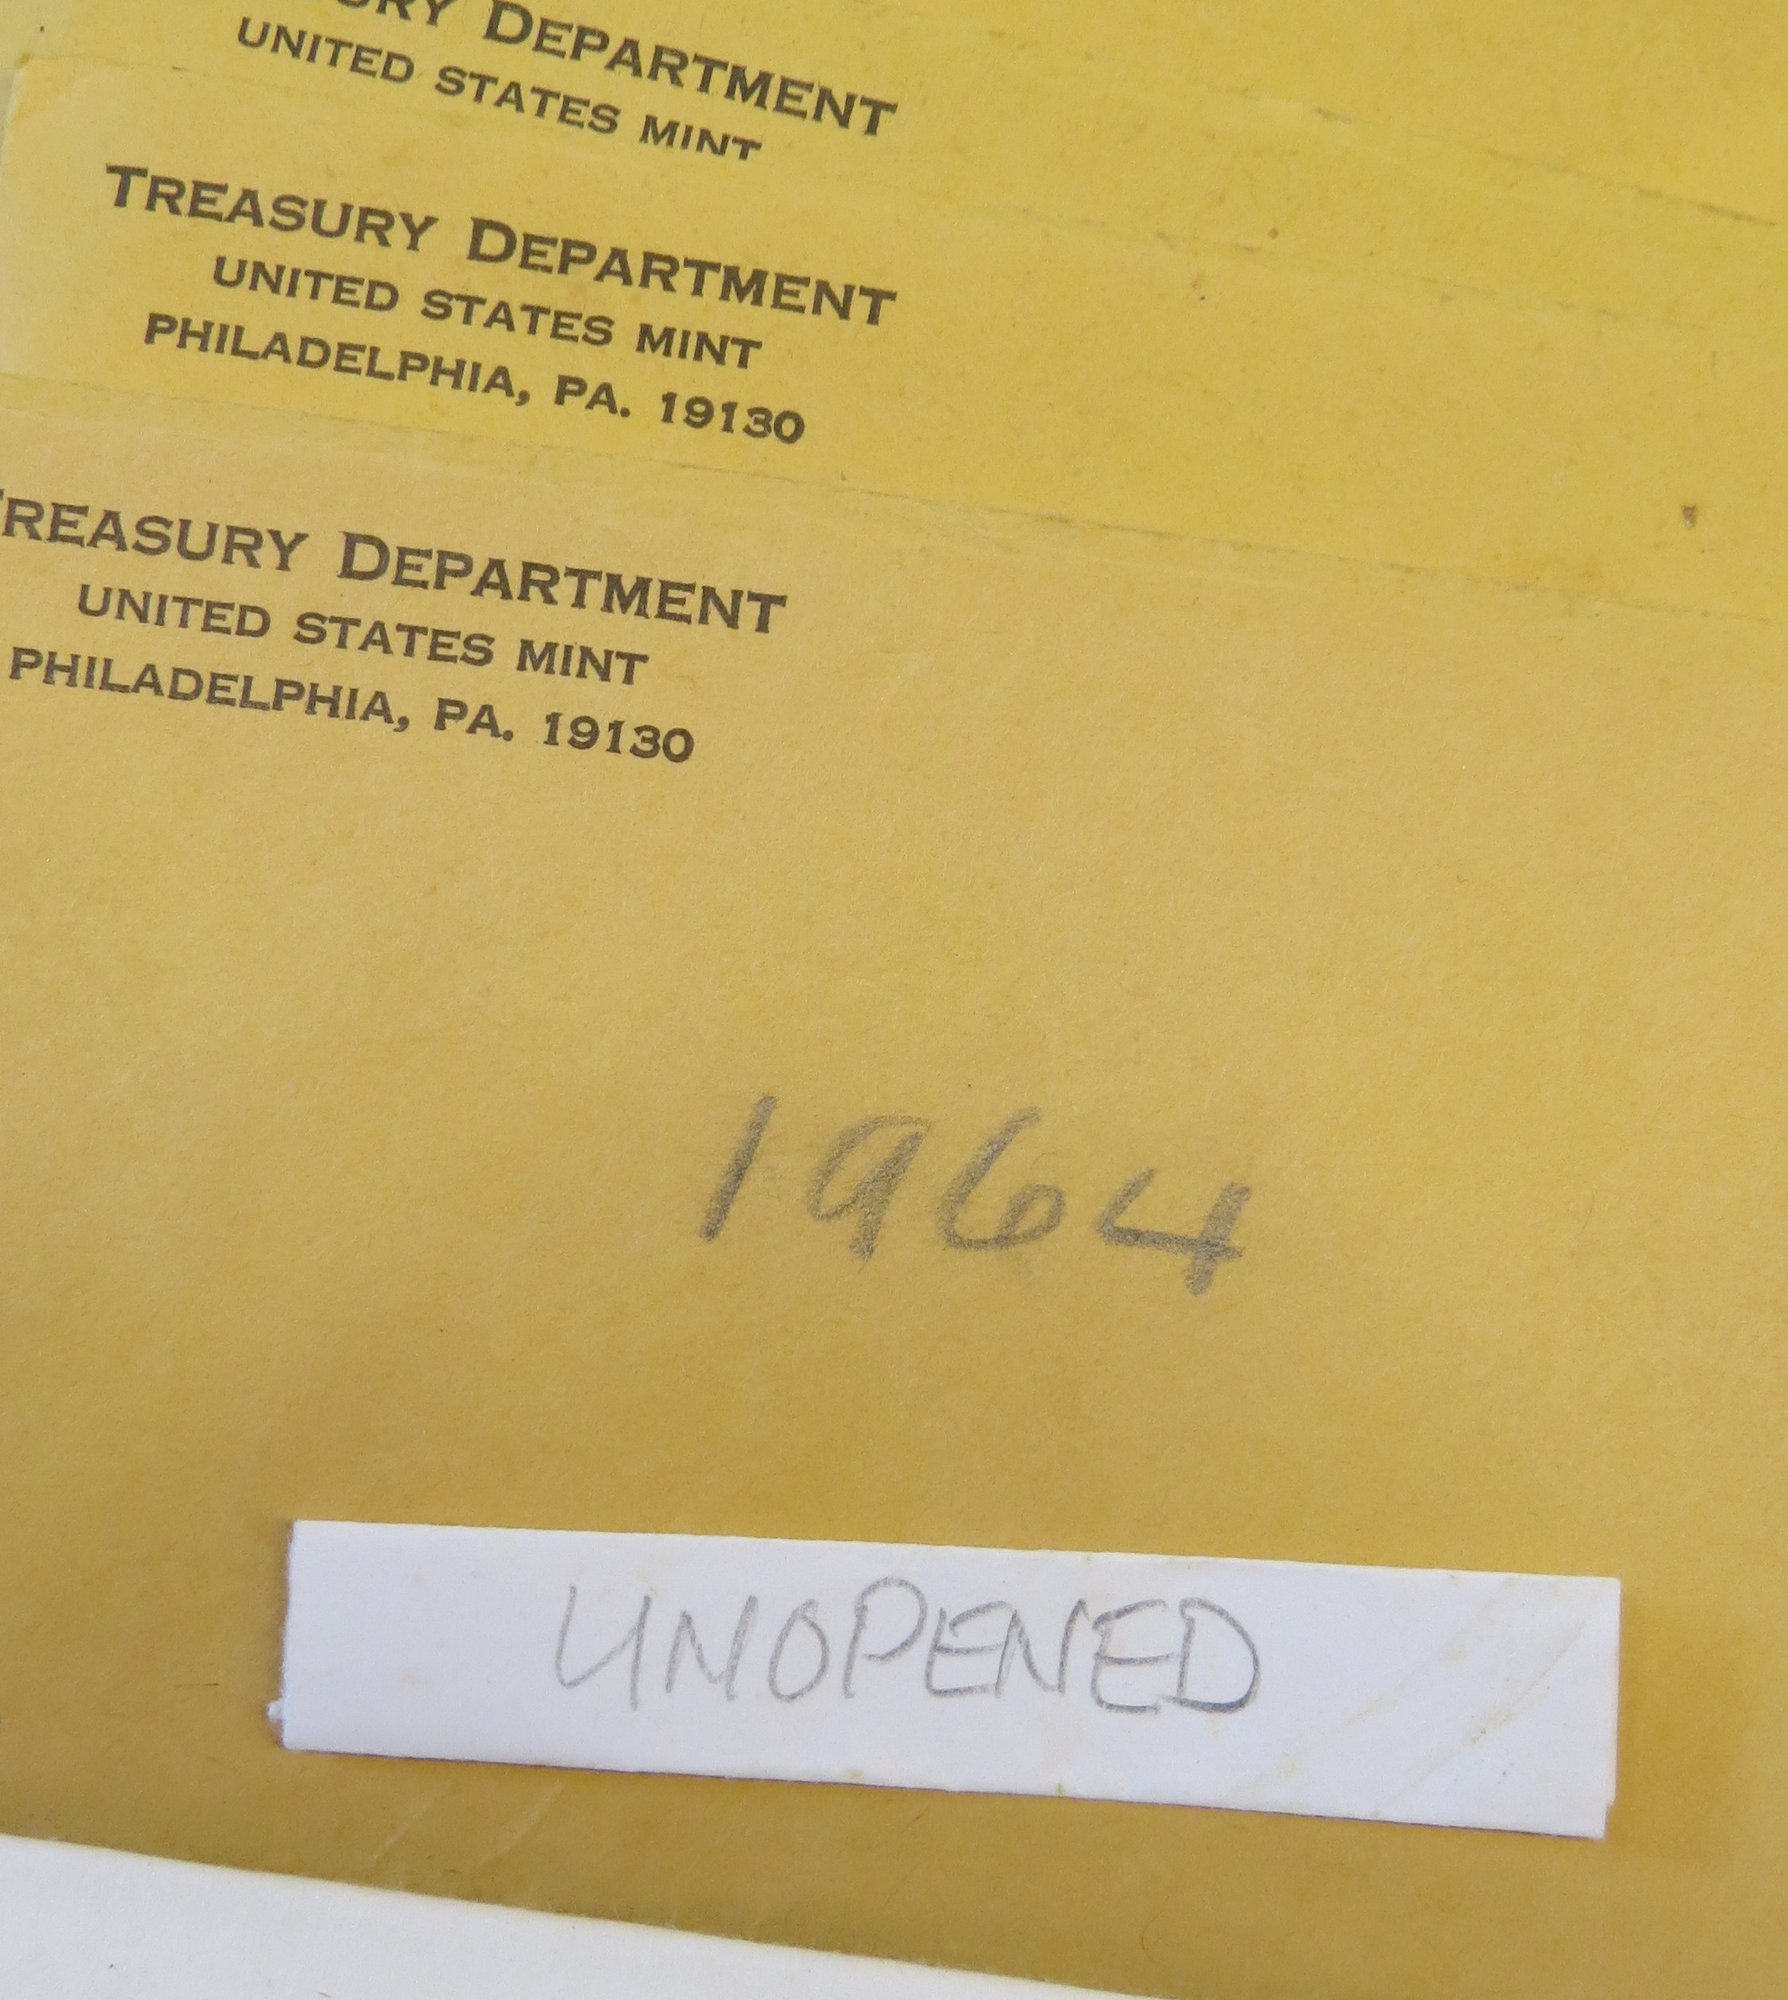 URY DEPARTMENT
UNITED STATES MINT
TREASURY DEPARTMENT
UNITED STATES MINT
PHILADELPHIA, PA. 19130
TREASURY DEPARTMENT
UNITED STATES MINT
PHILADELPHIA, PA. 19130
1964
UNOPENED